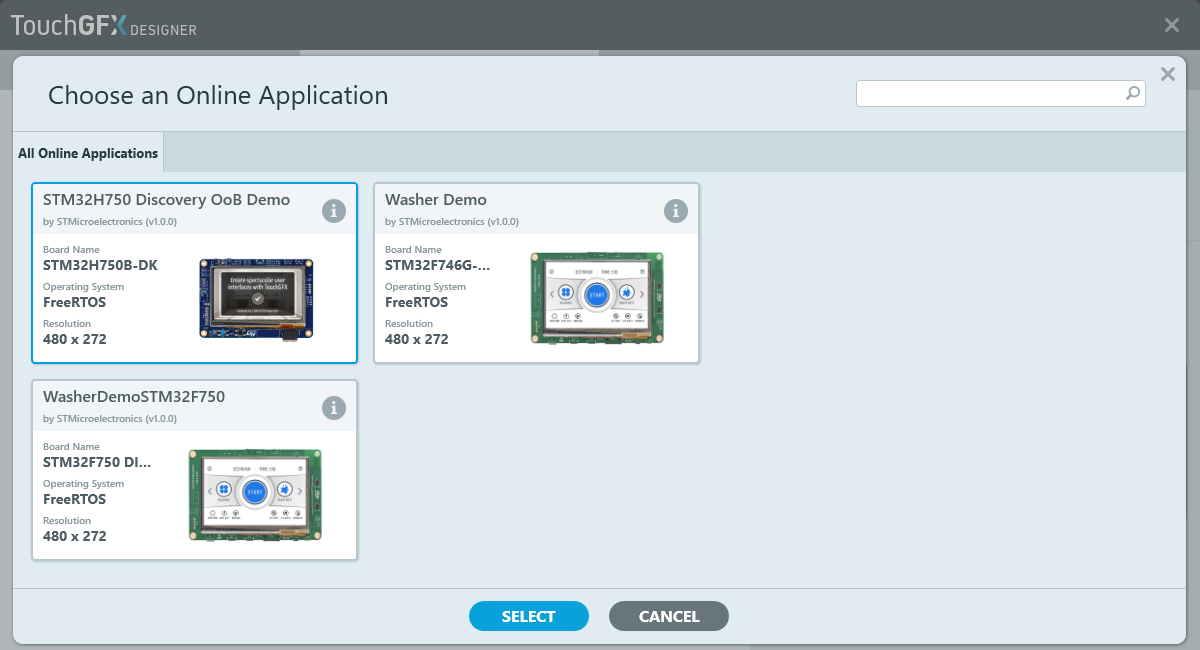 TouchGFX DESIGNER
Choose an Online Application
All Online Applications
STM32H750 Discovery OoB Demo
by STMicroelectronics (v1.0.0)
Board Name
STM32H750B-DK
Operating System
FreeRTOS
Resolution
480 x 272
Create spectacular user
interfaces with TouchGFX
Washer Demo
by STMicroelectronics (v1.0.0)
Board Name
STM32F746G-...
Operating System
FreeRTOS
Resolution
480 x 272
START
WasherDemoSTM32F750
by STMicroelectronics (v1.0.0)
Board Name
STM32F750 DI...
Operating System
FreeRTOS
Resolution
480 x 272
START
SELECT
CANCEL